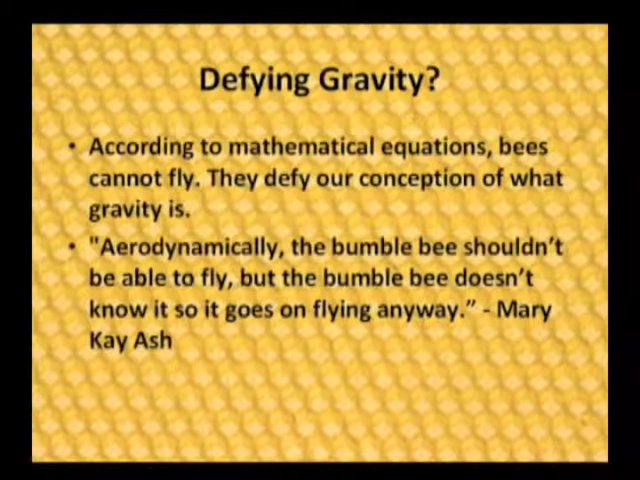 Defying Gravity?
• According to mathematical equations, bees
cannot fly. They defy our conception of what
gravity is.
• "Aerodynamically, the bumble bee shouldn’t
be able to fly, but the bumble bee doesn’t
know it so it goes on flying anyway.” - Mary
Kay Ash